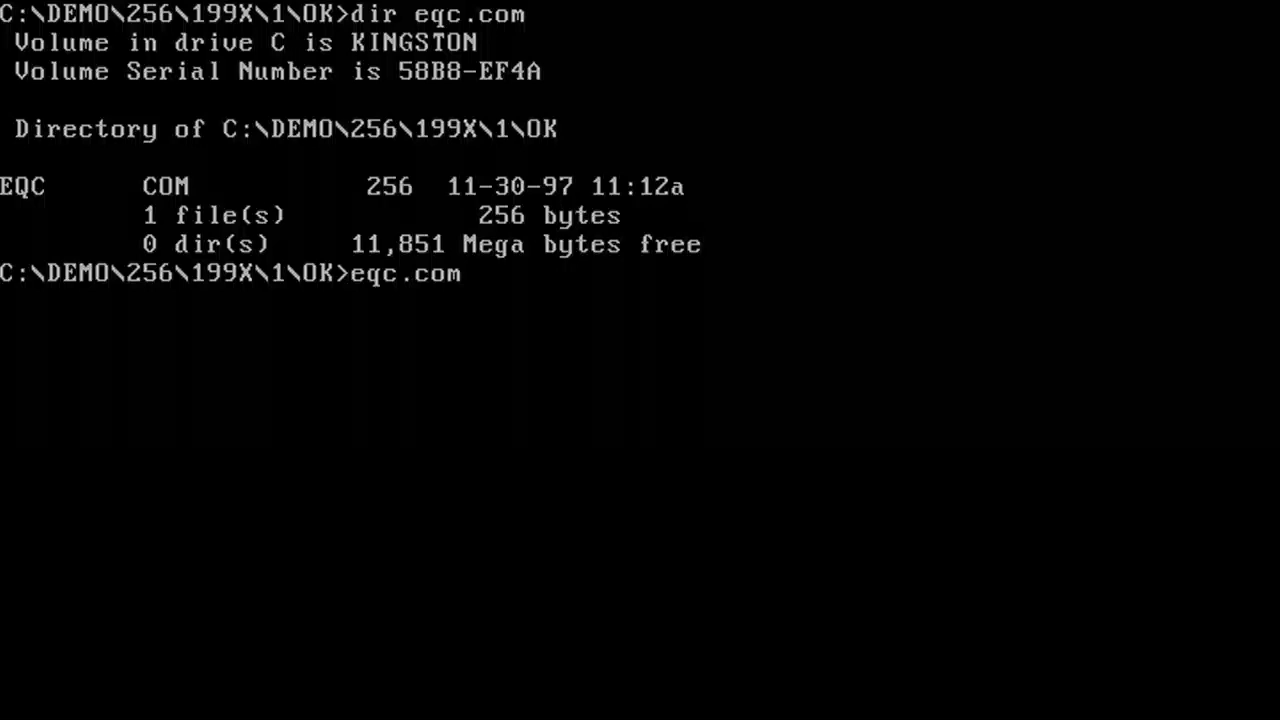 C:\DEMO\256\199X\1\OK>dir eqc.com
Volume in drive C is KINGSTON
Volume Serial Number is 58B8-EF4A
Directory of C:\DEMO\256\199X\1\OK
EQC COM 256 11-30-97 11:12a
1 file(s) 256 bytes
0 dir(s) 11,851 Mega bytes free
C:\DEMO\256\199X\1\OK>eqc.com